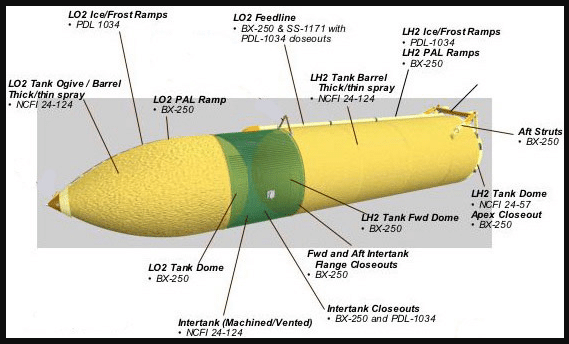 LO2 Ice/Frost Ramps
• PDL 1034
LO2 Feedline
• BX-250 & SS-1171 with
PDL-1034 closeouts
LH2 Ice/Frost Ramps
• PDL-1034
LH2 PAL Ramps
• BX-250
LO2 Tank Ogive / Barrel
Thick/thin spray
• NCFI 24-124
LO2 PAL Ramp
• BX-250
LH2 Tank Barrel
Thick/thin spray
• NCFI 24-124
Aft Struts
• BX-250
LH2 Tank Dome
• NCFI 24-57
Apex Closeout
• BX-250
LH2 Tank Fwd Dome
• BX-250
LO2 Tank Dome
• BX-250
Fwd and Aft Intertank
Flange Closeouts
• BX-250
Intertank Closeouts
• BX-250 and PDL-1034
Intertank (Machined/Vented)
• NCFI 24-124